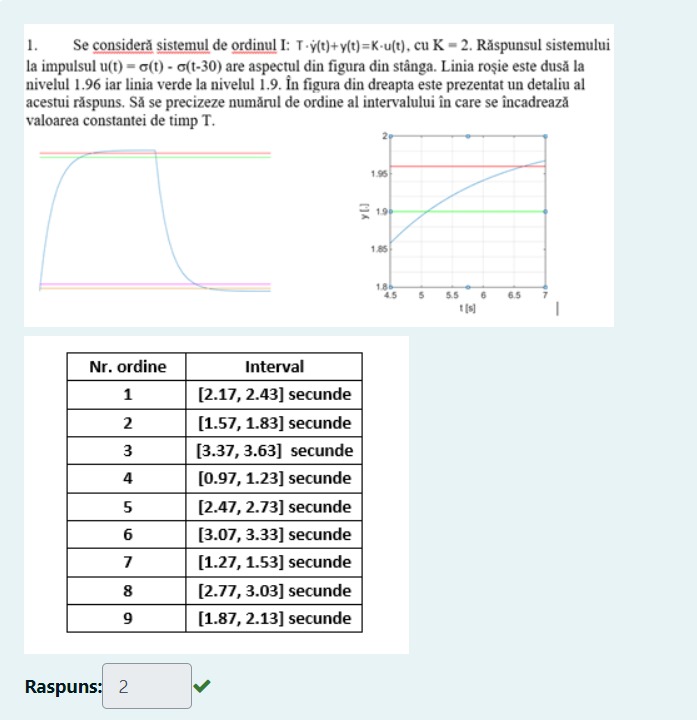 1. Se consideră sistemul de ordinul I: T·ẏ(t)+y(t)=K·u(t), cu K = 2. Răspunsul sistemului
la impulsul u(t) = σ(t) - σ(t-30) are aspectul din figura din stânga. Linia roșie este dusă la
nivelul 1.96 iar linia verde la nivelul 1.9. În figura din dreapta este prezentat un detaliu al
acestui răspuns. Să se precizeze numărul de ordine al intervalului în care se încadrează
valoarea constantei de timp T.
2
1.95
1.9
1.85
1.8
y [.]
4.5 5 5.5 6 6.5 7
t [s]
Nr. ordine Interval
1 [2.17, 2.43] secunde
2 [1.57, 1.83] secunde
3 [3.37, 3.63] secunde
4 [0.97, 1.23] secunde
5 [2.47, 2.73] secunde
6 [3.07, 3.33] secunde
7 [1.27, 1.53] secunde
8 [2.77, 3.03] secunde
9 [1.87, 2.13] secunde
Raspuns: 2